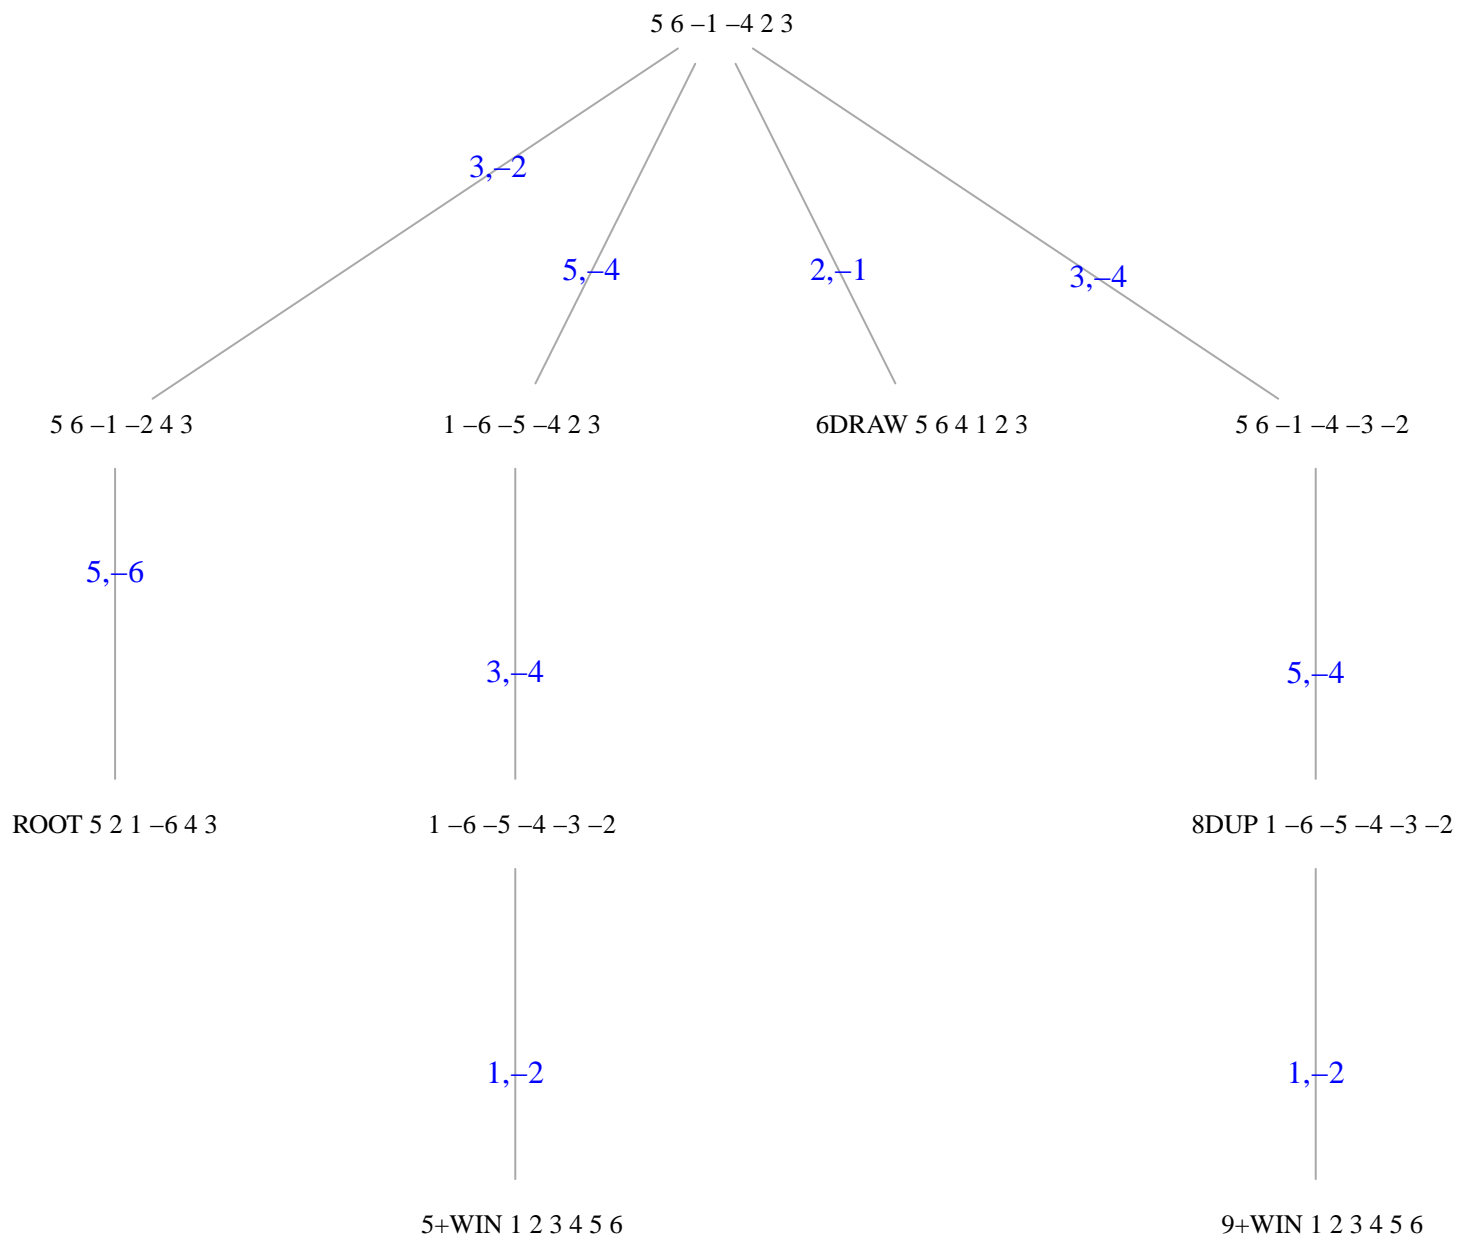 5 6 –1 –4 2 3
3,–2
5,–4
2,–1
3,–4
5 6 –1 –2 4 3
1 –6 –5 –4 2 3
6DRAW 5 6 4 1 2 3
5 6 –1 –4 –3 –2
5,–6
3,–4
5,–4
ROOT 5 2 1 –6 4 3
1 –6 –5 –4 –3 –2
8DUP 1 –6 –5 –4 –3 –2
1,–2
1,–2
5+WIN 1 2 3 4 5 6
9+WIN 1 2 3 4 5 6